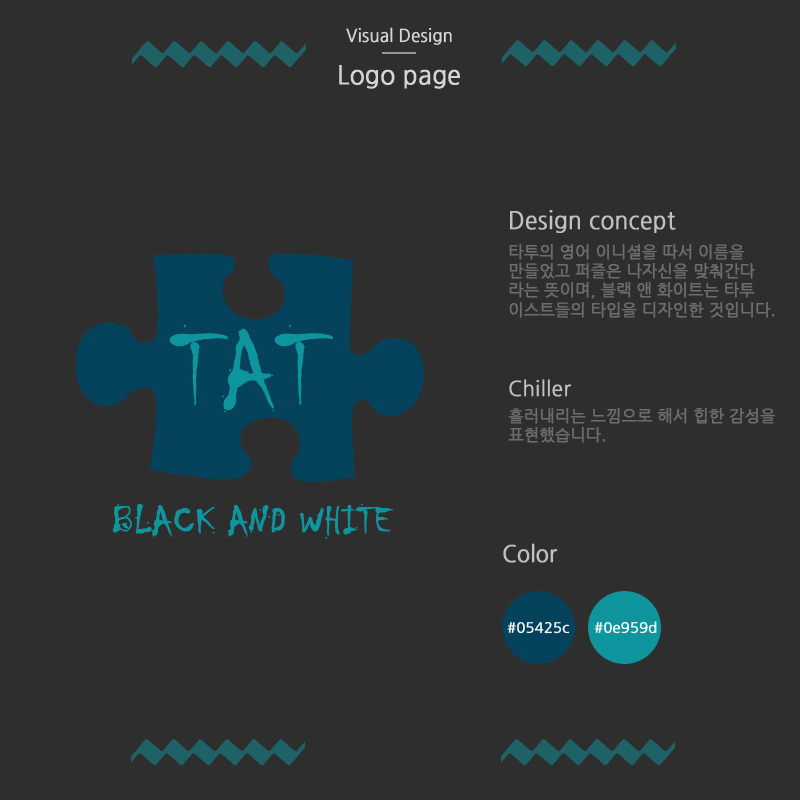 Visual Design
Logo page
TAT
BLACK AND WHITE
Design concept
타투의 영어 이니셜을 따서 이름을
만들었고 퍼즐은 나자신을 맞춰간다
라는 뜻이며, 블랙 앤 화이트는 타투
이스트들의 타입을 디자인한 것입니다.
Chiller
흘러내리는 느낌으로 해서 힙한 감성을
표현했습니다.
Color
#05425c
#0e959d